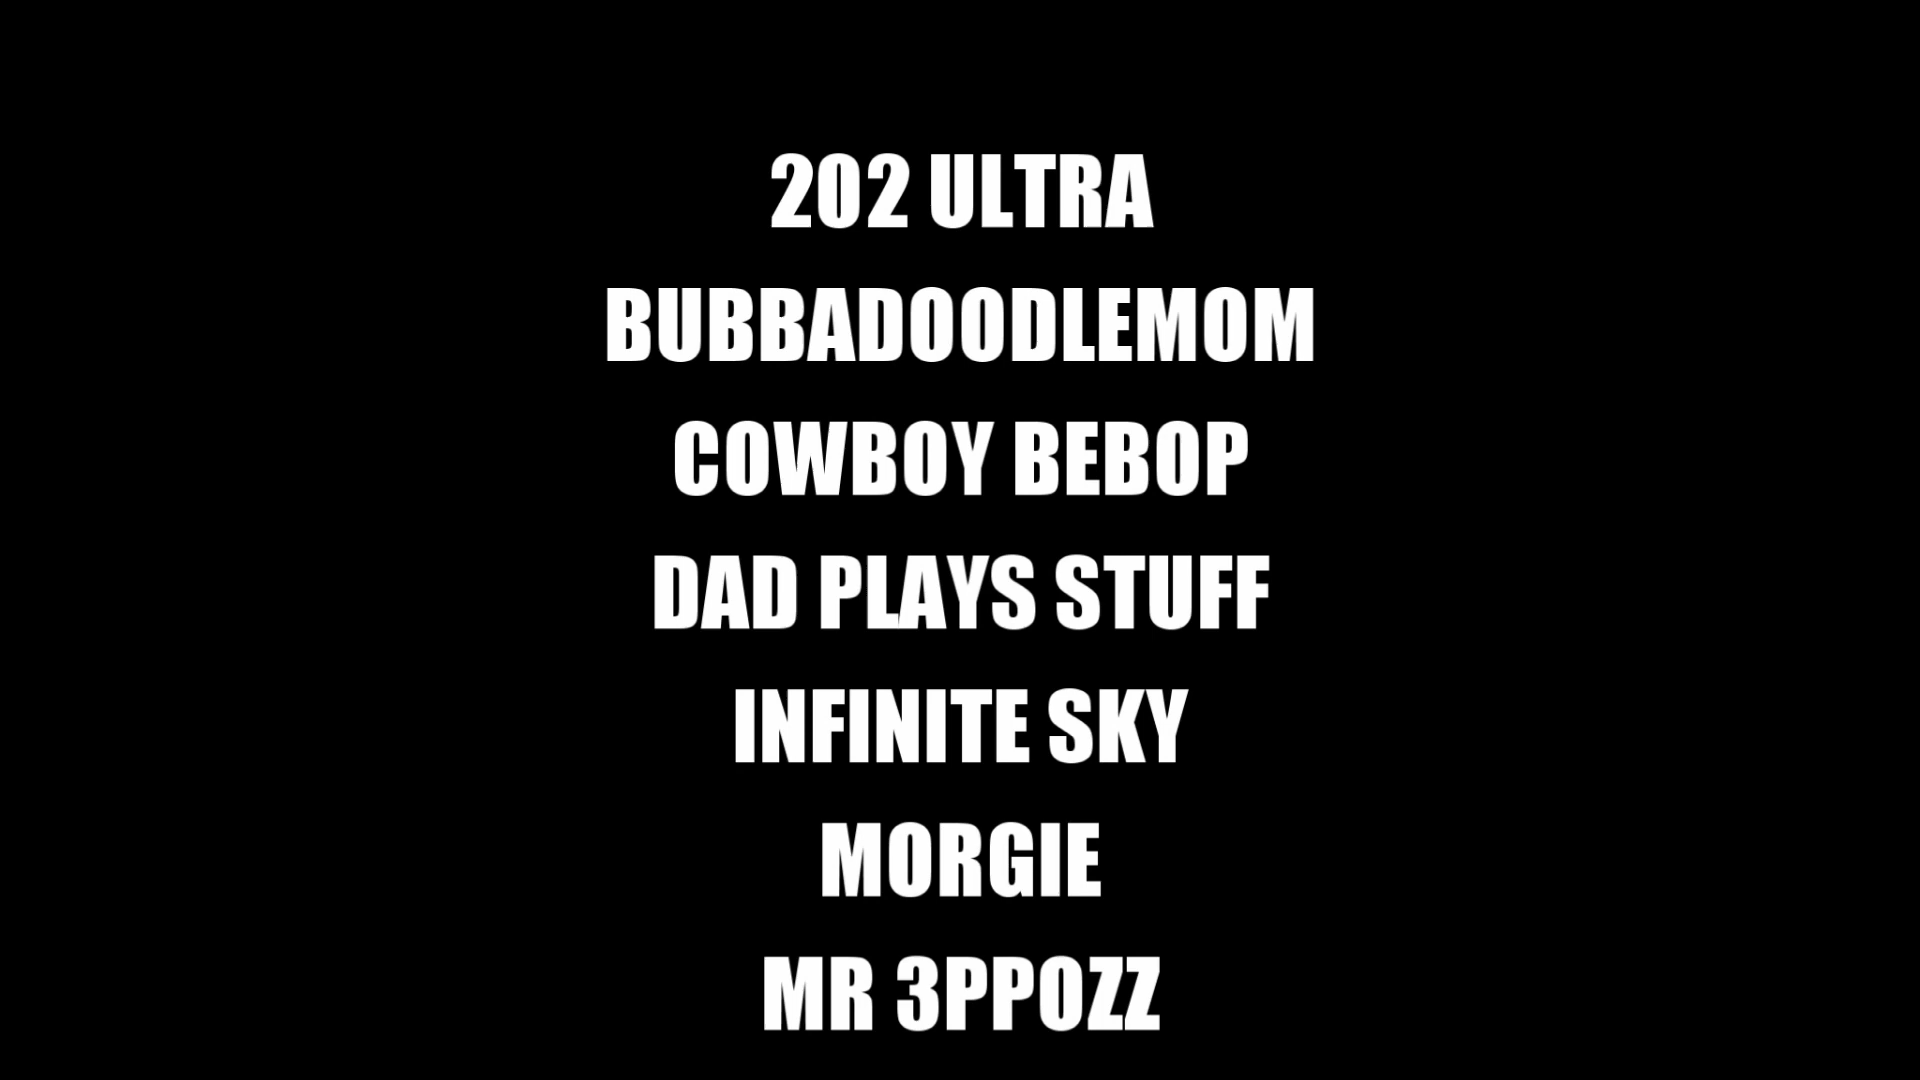 202 ULTRA
BUBBADOODLEMOM
COWBOY BEBOP
DAD PLAYS STUFF
INFINITE SKY
MORGIE
MR 3PPOZZ